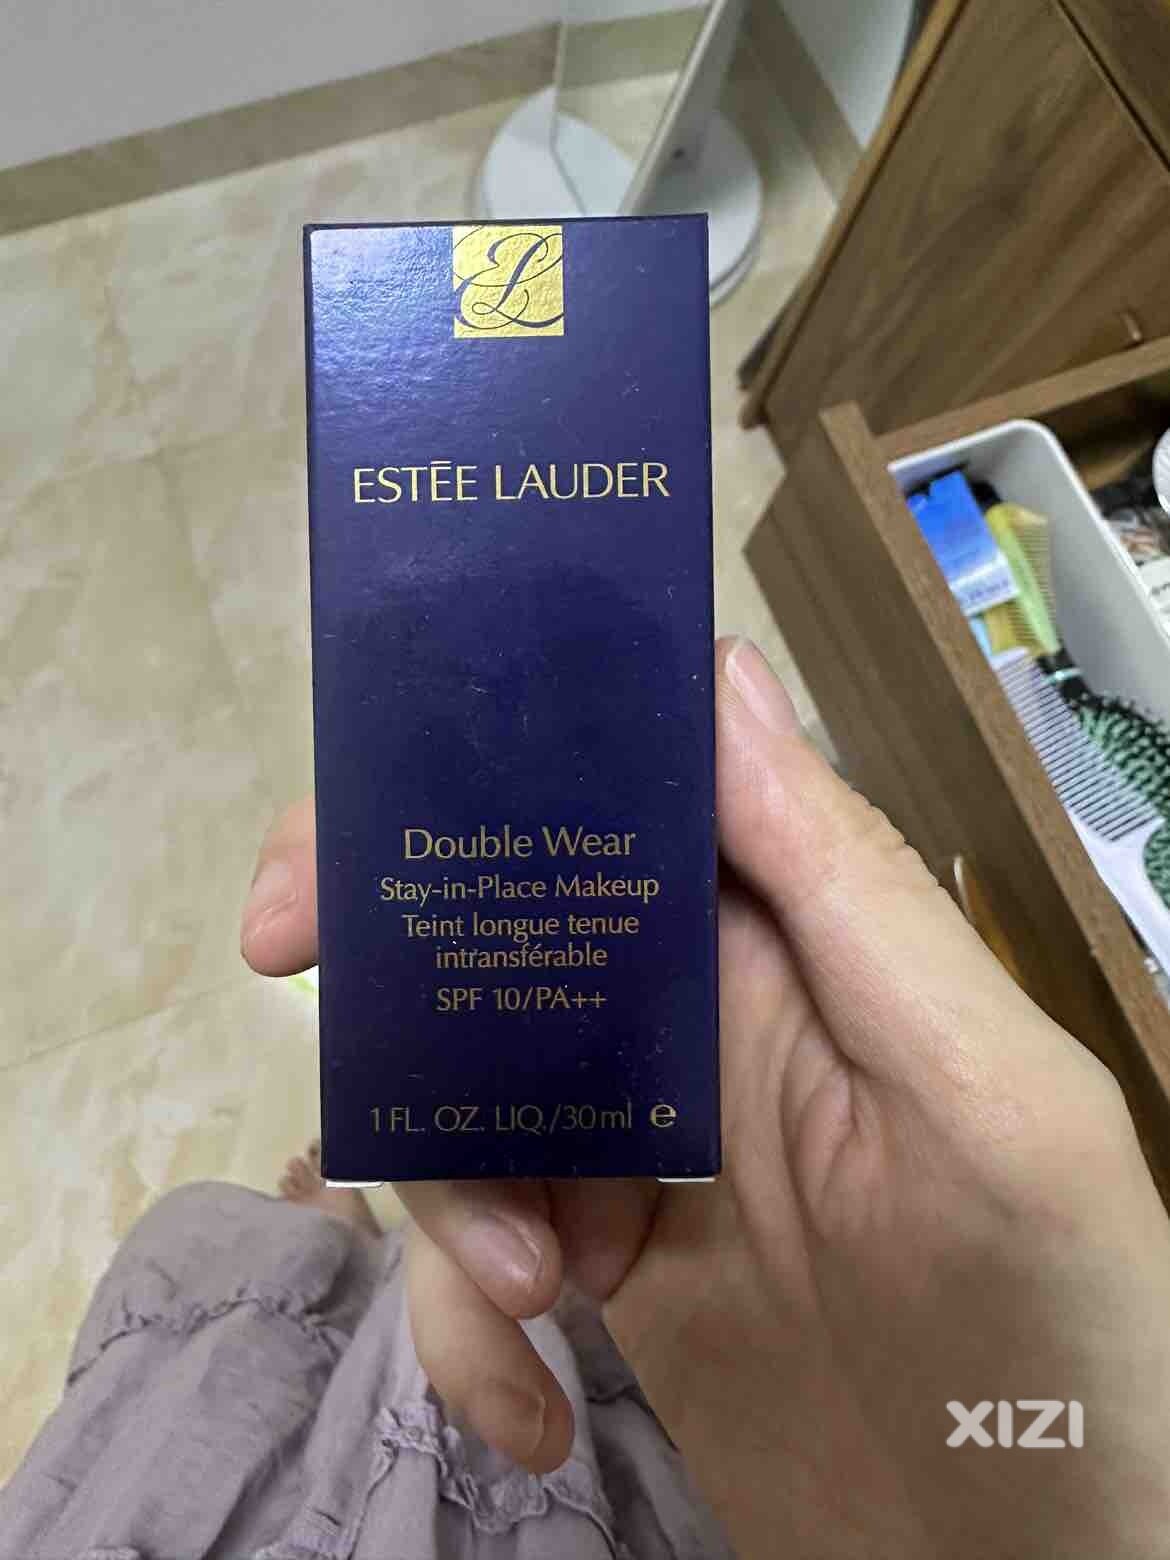 EL
ESTĒE LAUDER
Double Wear
Stay-in-Place Makeup
Teint longue tenue
intransférable
SPF 10/PA++
1 FL. OZ. LIQ./30ml ℮
XIZI